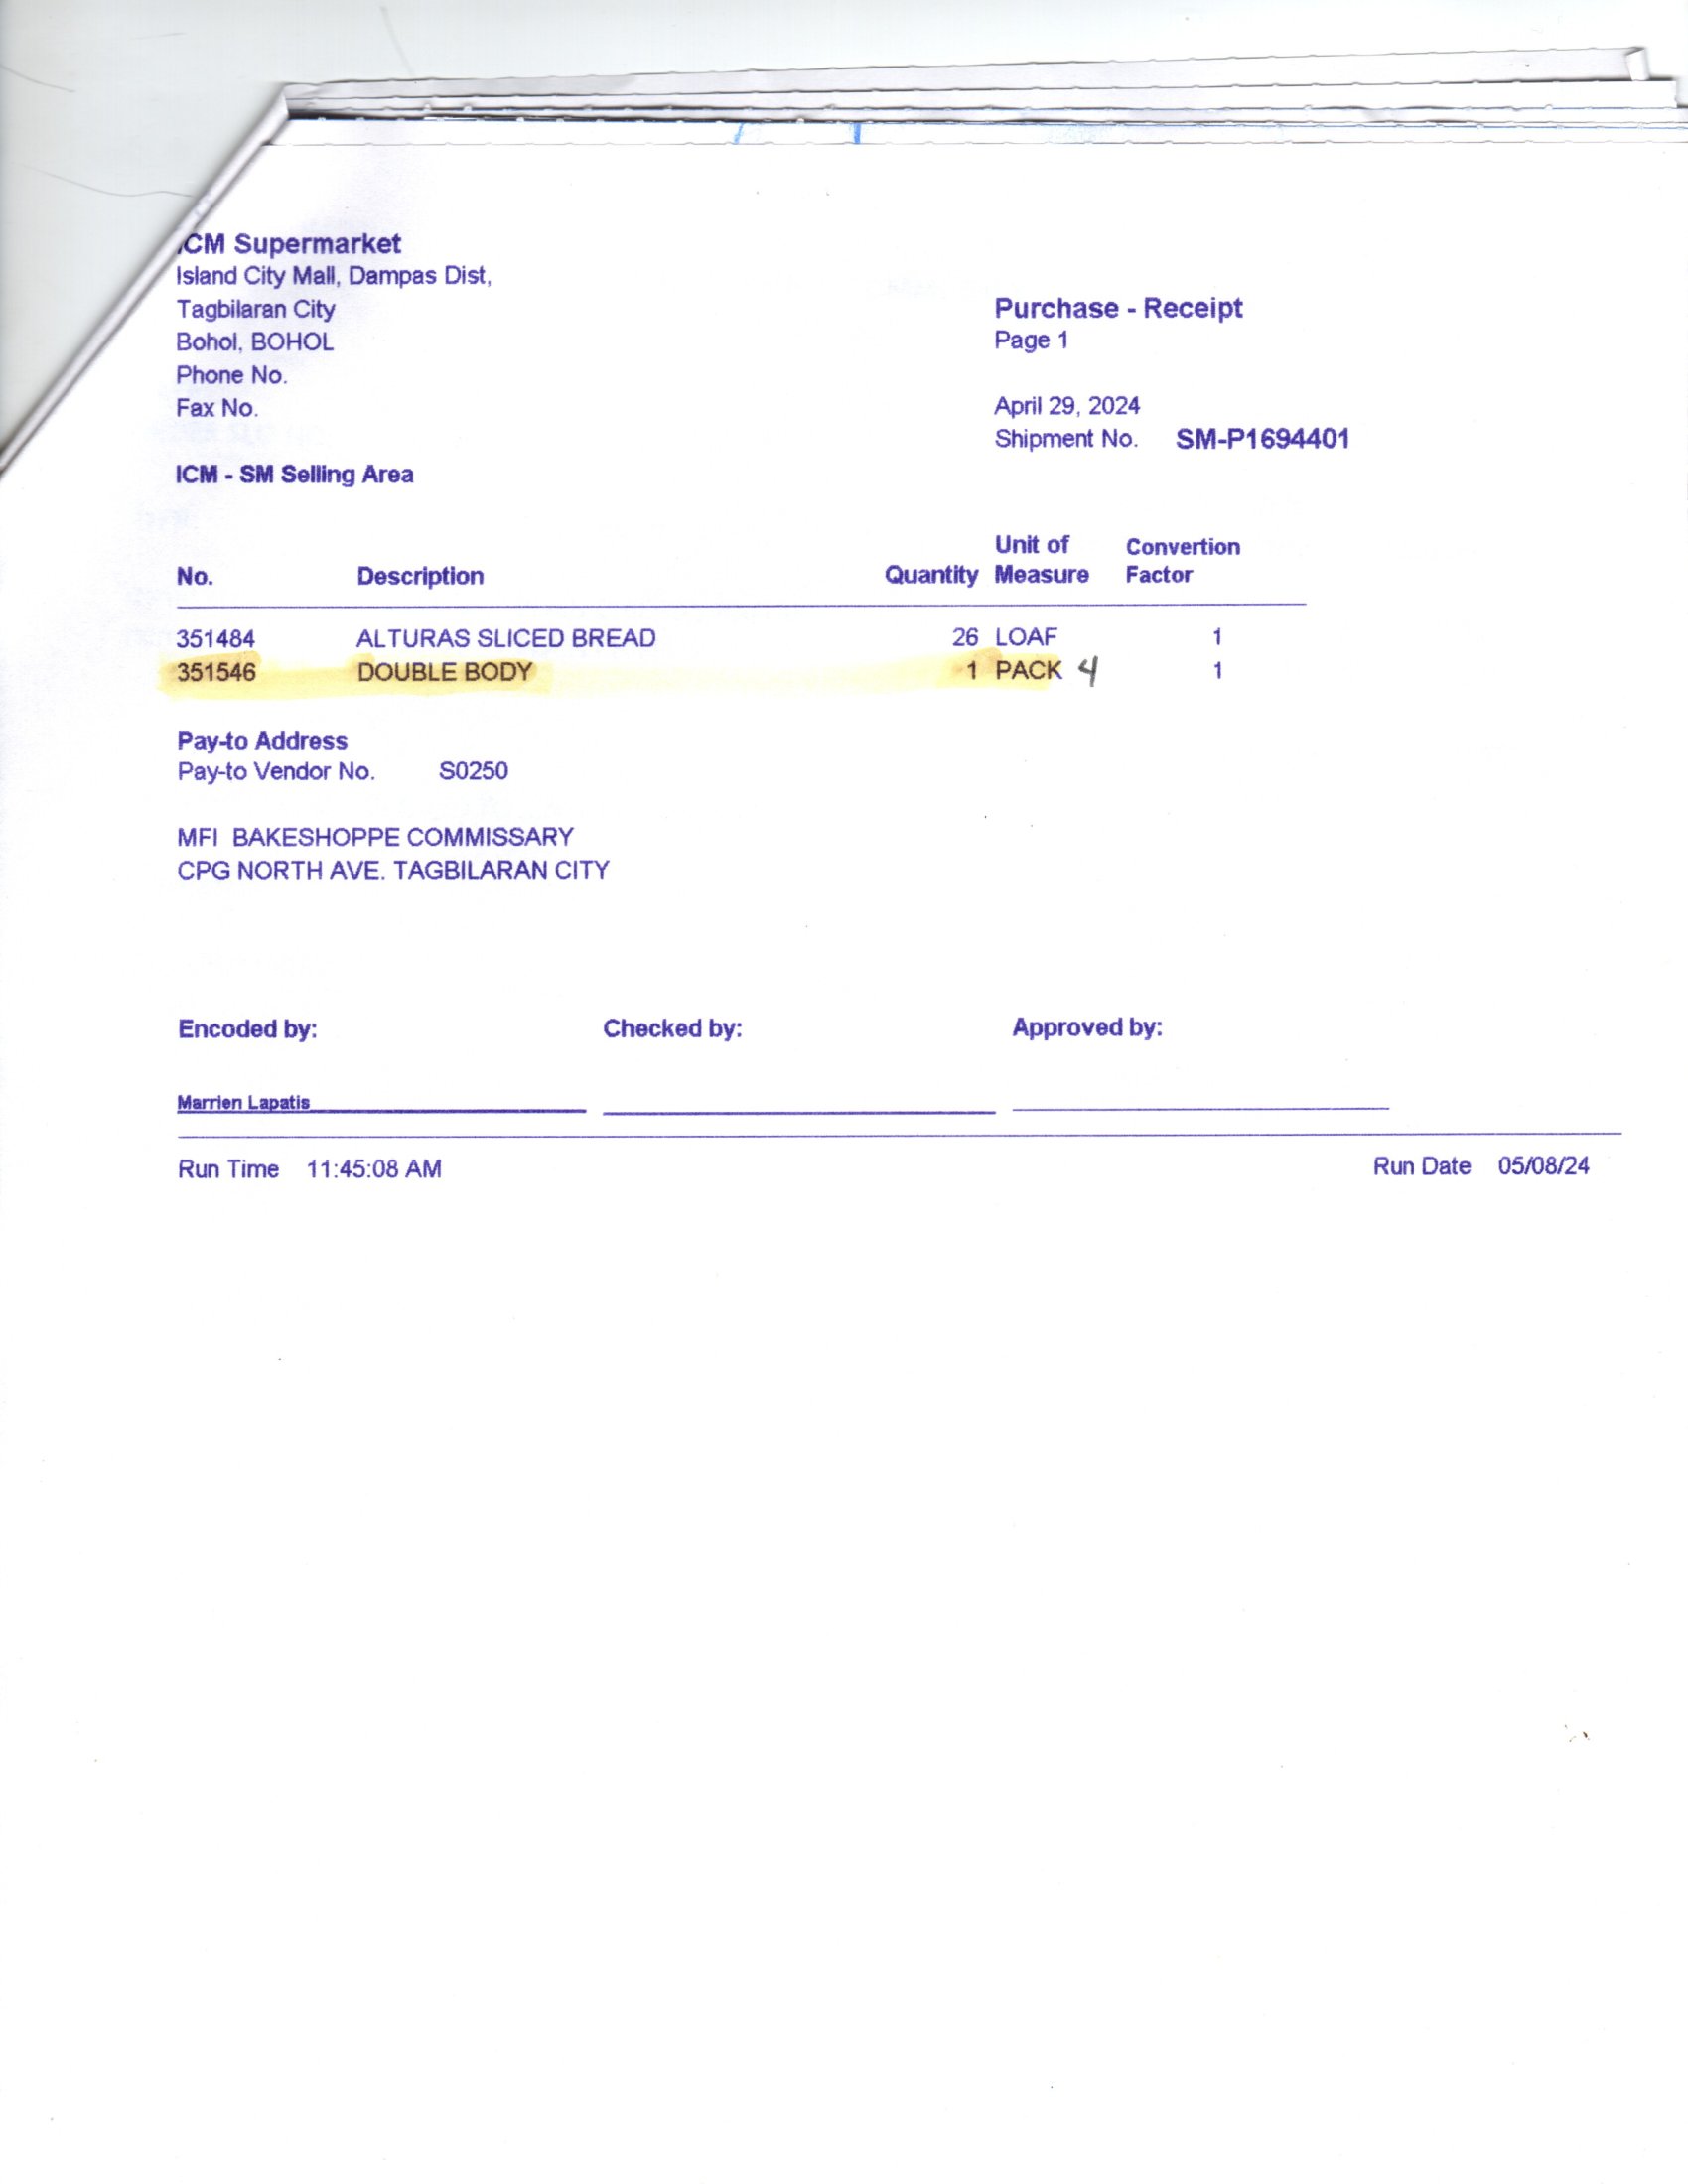 ICM Supermarket
Island City Mall, Dampas Dist,
Tagbilaran City
Bohol, BOHOL
Phone No.
Fax No.
Purchase - Receipt
Page 1
April 29, 2024
Shipment No. SM-P1694401
ICM - SM Selling Area
No. Description Quantity Unit of Measure Convertion Factor
351484 ALTURAS SLICED BREAD 26 LOAF 1
351546 DOUBLE BODY 1 PACK 4 1
Pay-to Address
Pay-to Vendor No. S0250
MFI BAKESHOPPE COMMISSARY
CPG NORTH AVE. TAGBILARAN CITY
Encoded by: Checked by: Approved by:
Marrien Lapatis
Run Time 11:45:08 AM Run Date 05/08/24